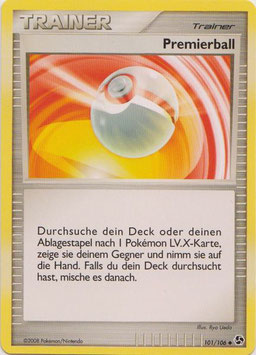 TRAINER
Trainer
Premierball
Durchsuche dein Deck oder deinen
Ablagestapel nach 1 Pokémon LV.X-Karte,
zeige sie deinem Gegner und nimm sie auf
die Hand. Falls du dein Deck durchsucht
hast, mische es danach.
Illus. Ryo Ueda
©2008 Pokémon/Nintendo
101/106